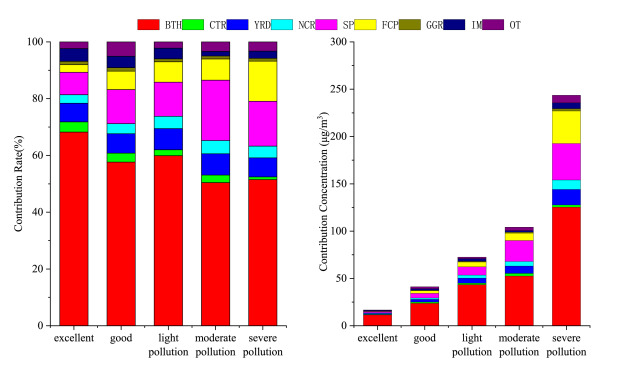 BTH CTR YRD NCR SP FCP GGR IM OT
Contribution Rate(%)
100
80
60
40
20
0
excellent good light pollution moderate pollution severe pollution
Contribution Concentration (μg/m³)
300
250
200
150
100
50
0
excellent good light pollution moderate pollution severe pollution